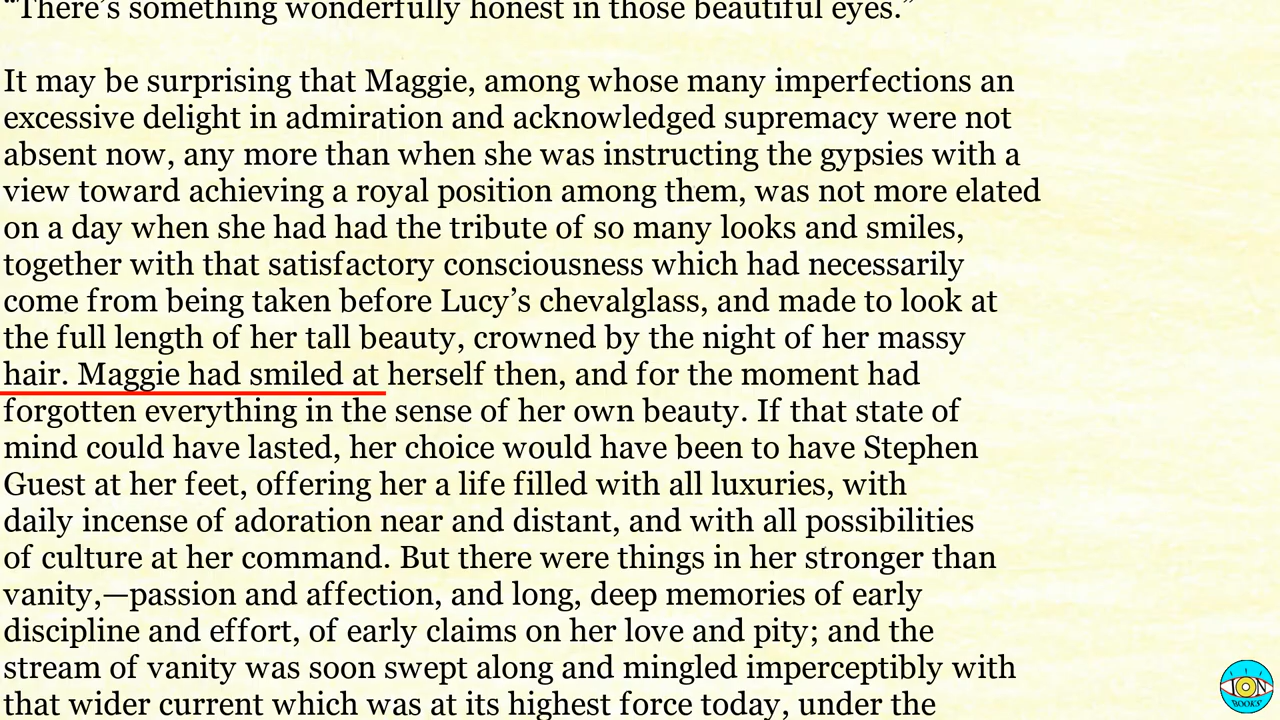 “There’s something wonderfully honest in those beautiful eyes.”
It may be surprising that Maggie, among whose many imperfections an
excessive delight in admiration and acknowledged supremacy were not
absent now, any more than when she was instructing the gypsies with a
view toward achieving a royal position among them, was not more elated
on a day when she had had the tribute of so many looks and smiles,
together with that satisfactory consciousness which had necessarily
come from being taken before Lucy’s chevalglass, and made to look at
the full length of her tall beauty, crowned by the night of her massy
hair. Maggie had smiled at herself then, and for the moment had
forgotten everything in the sense of her own beauty. If that state of
mind could have lasted, her choice would have been to have Stephen
Guest at her feet, offering her a life filled with all luxuries, with
daily incense of adoration near and distant, and with all possibilities
of culture at her command. But there were things in her stronger than
vanity,—passion and affection, and long, deep memories of early
discipline and effort, of early claims on her love and pity; and the
stream of vanity was soon swept along and mingled imperceptibly with
that wider current which was at its highest force today, under the
ION
BOOKS